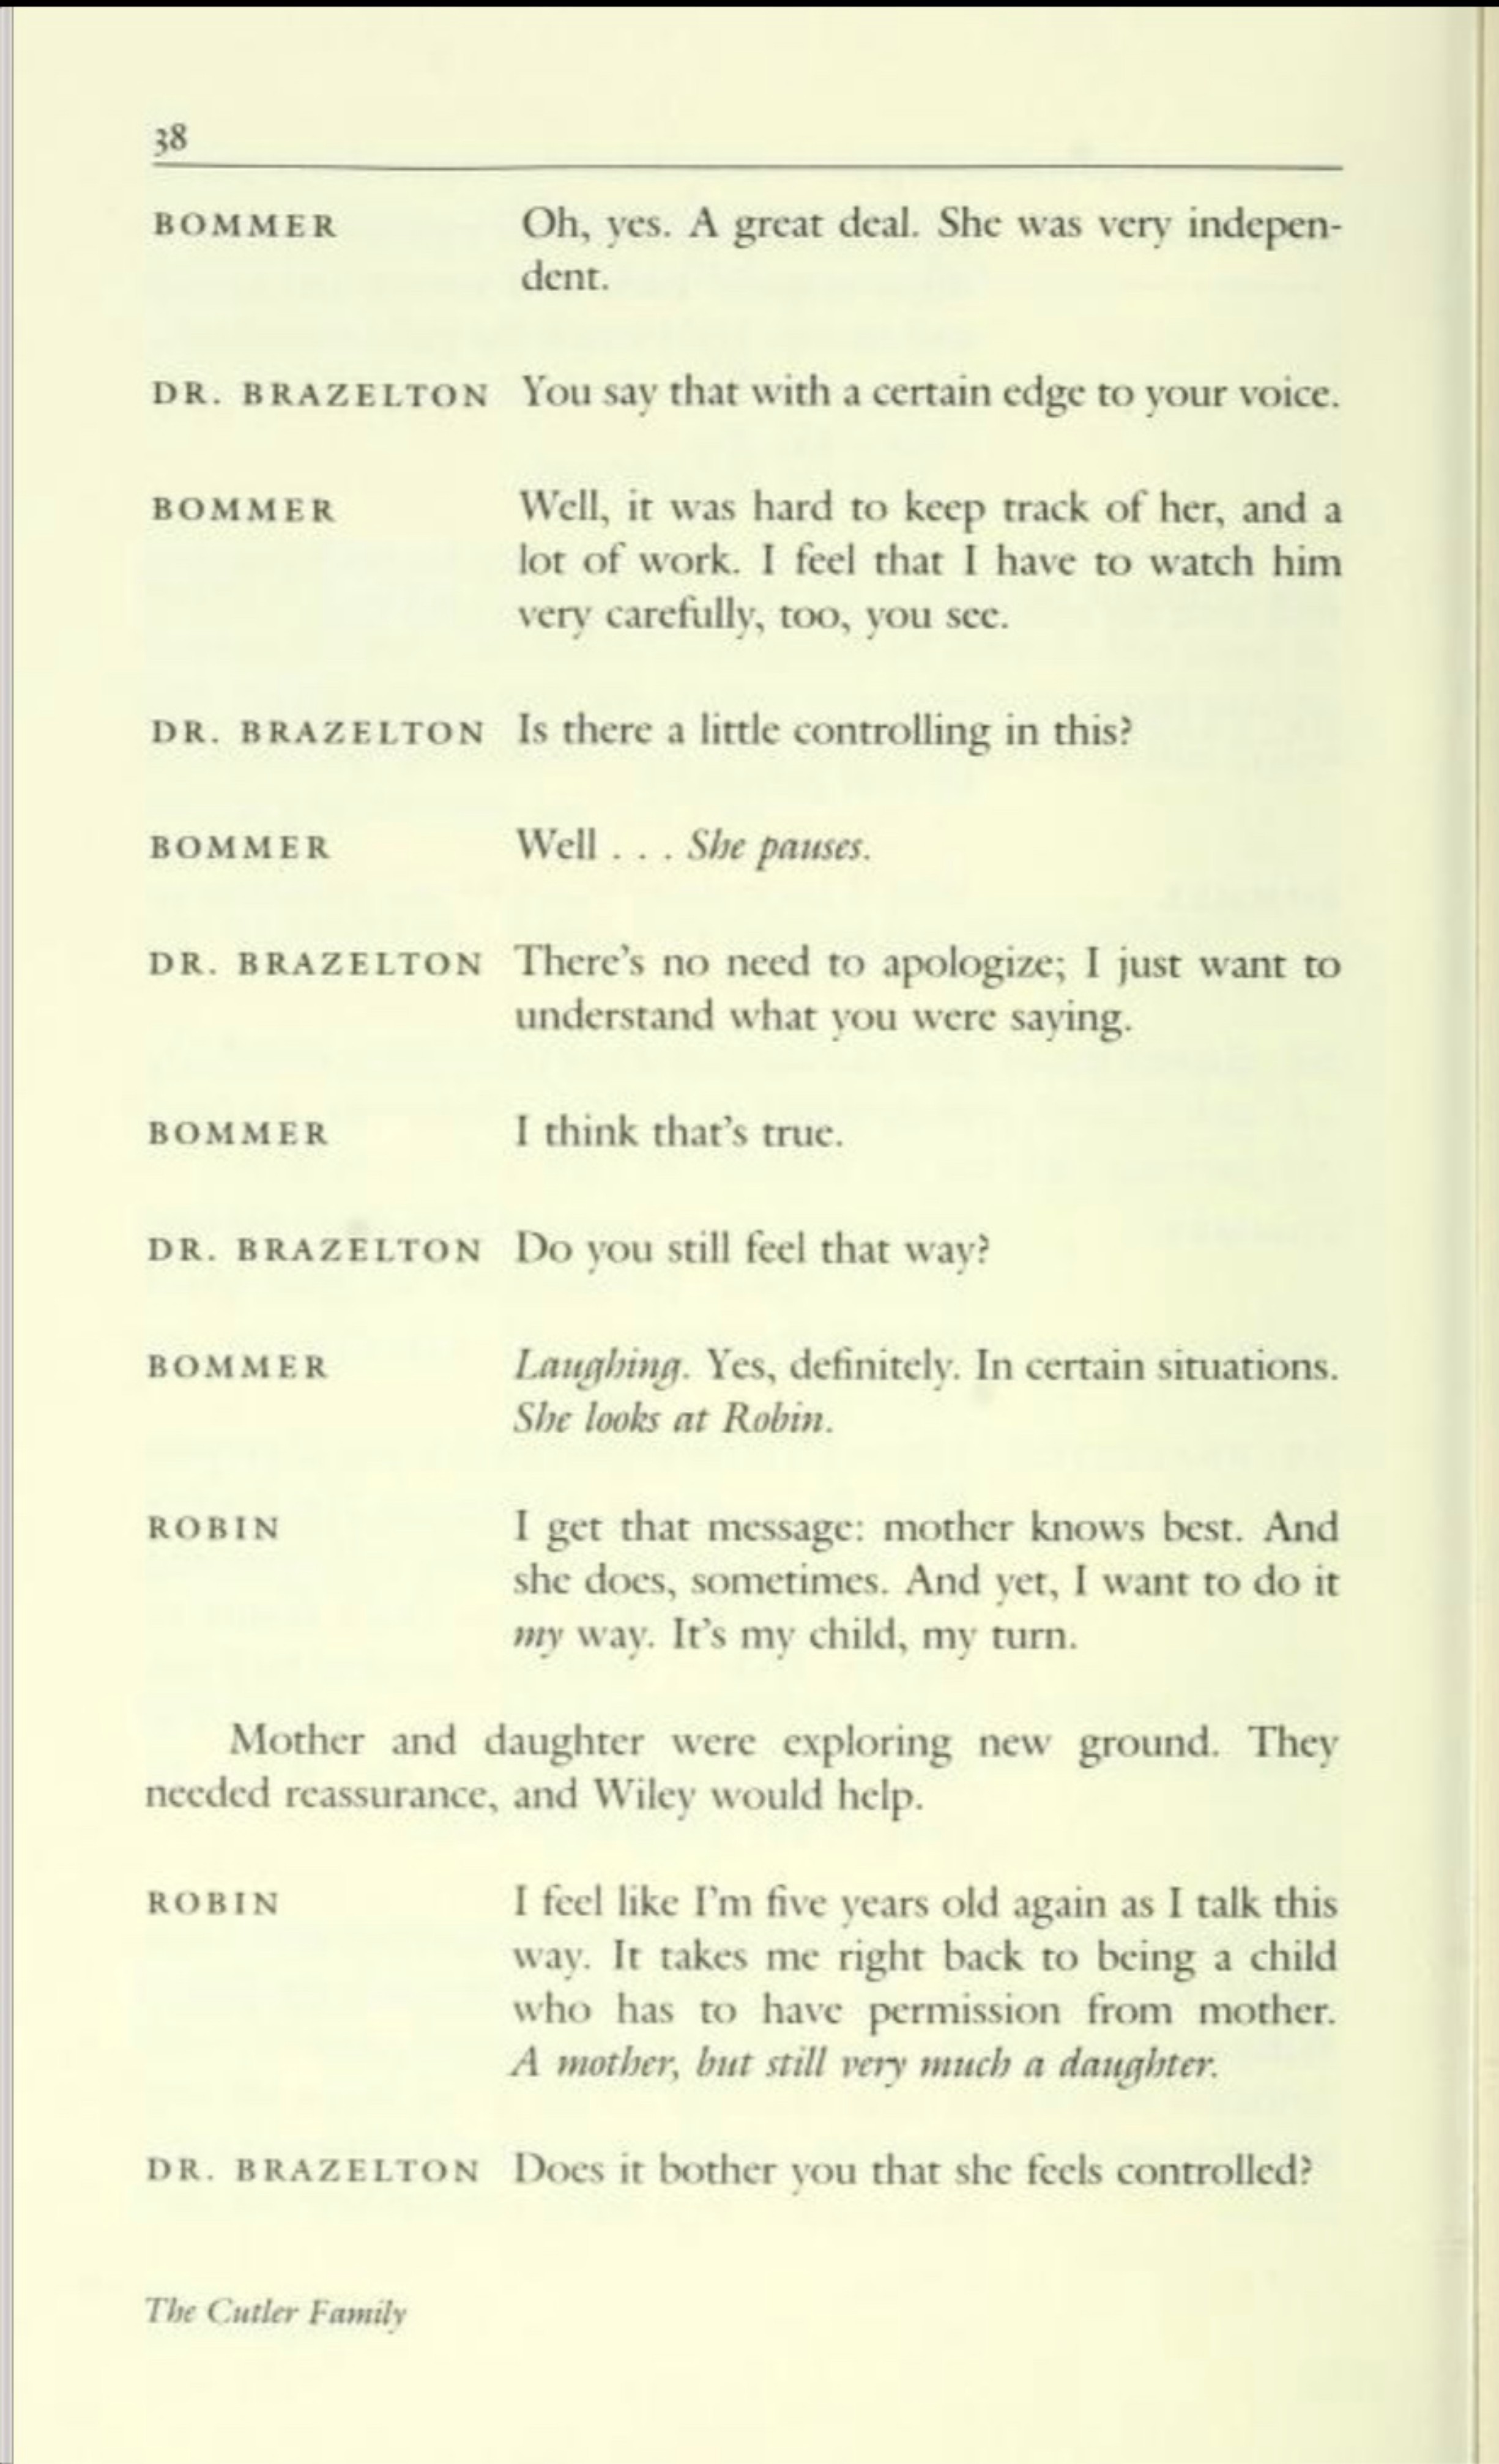 38
BOMMER Oh, yes. A great deal. She was very indepen-
dent.
DR. BRAZELTON You say that with a certain edge to your voice.
BOMMER Well, it was hard to keep track of her, and a
lot of work. I feel that I have to watch him
very carefully, too, you see.
DR. BRAZELTON Is there a little controlling in this?
BOMMER Well . . . She pauses.
DR. BRAZELTON There's no need to apologize; I just want to
understand what you were saying.
BOMMER I think that's true.
DR. BRAZELTON Do you still feel that way?
BOMMER Laughing. Yes, definitely. In certain situations.
She looks at Robin.
ROBIN I get that message: mother knows best. And
she does, sometimes. And yet, I want to do it
my way. It's my child, my turn.
Mother and daughter were exploring new ground. They
needed reassurance, and Wiley would help.
ROBIN I feel like I'm five years old again as I talk this
way. It takes me right back to being a child
who has to have permission from mother.
A mother, but still very much a daughter.
DR. BRAZELTON Does it bother you that she feels controlled?
The Cutler Family